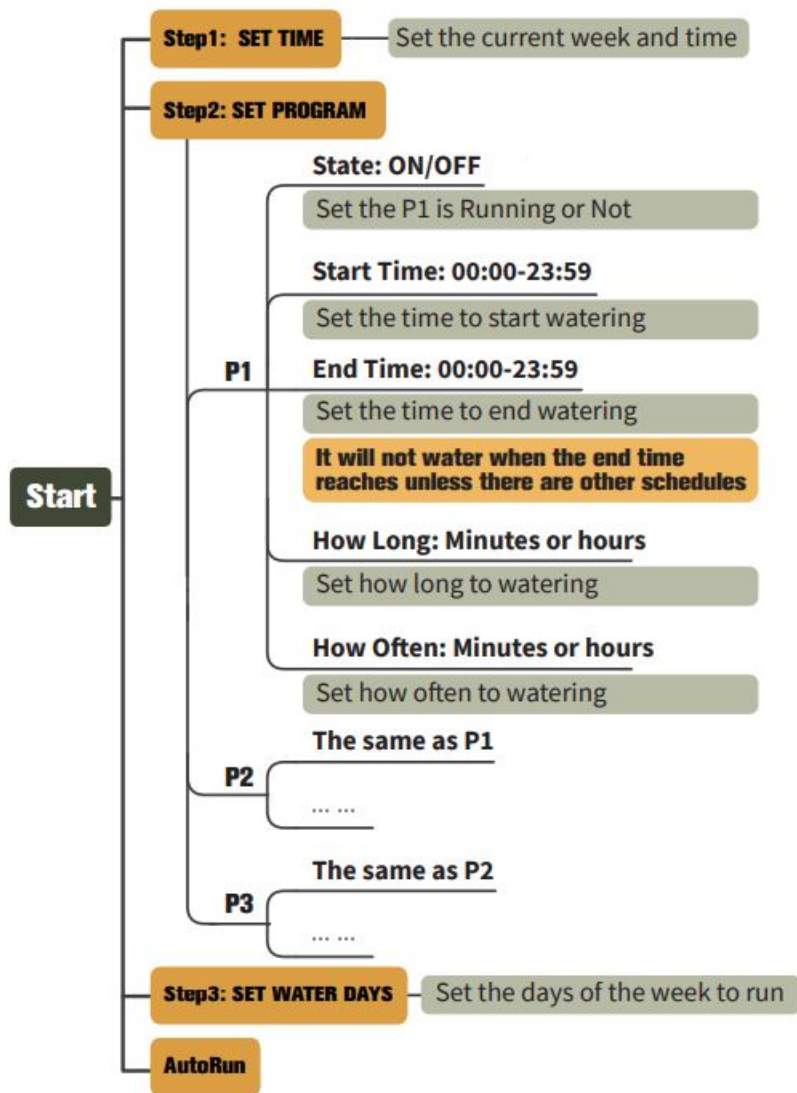 Step1: SET TIME
Set the current week and time
Step2: SET PROGRAM
State: ON/OFF
Set the P1 is Running or Not
Start Time: 00:00-23:59
Set the time to start watering
P1
End Time: 00:00-23:59
Set the time to end watering
It will not water when the end time
reaches unless there are other schedules
Start
How Long: Minutes or hours
Set how long to watering
How Often: Minutes or hours
Set how often to watering
The same as P1
P2
... ...
The same as P2
P3
... ...
Step3: SET WATER DAYS
Set the days of the week to run
AutoRun